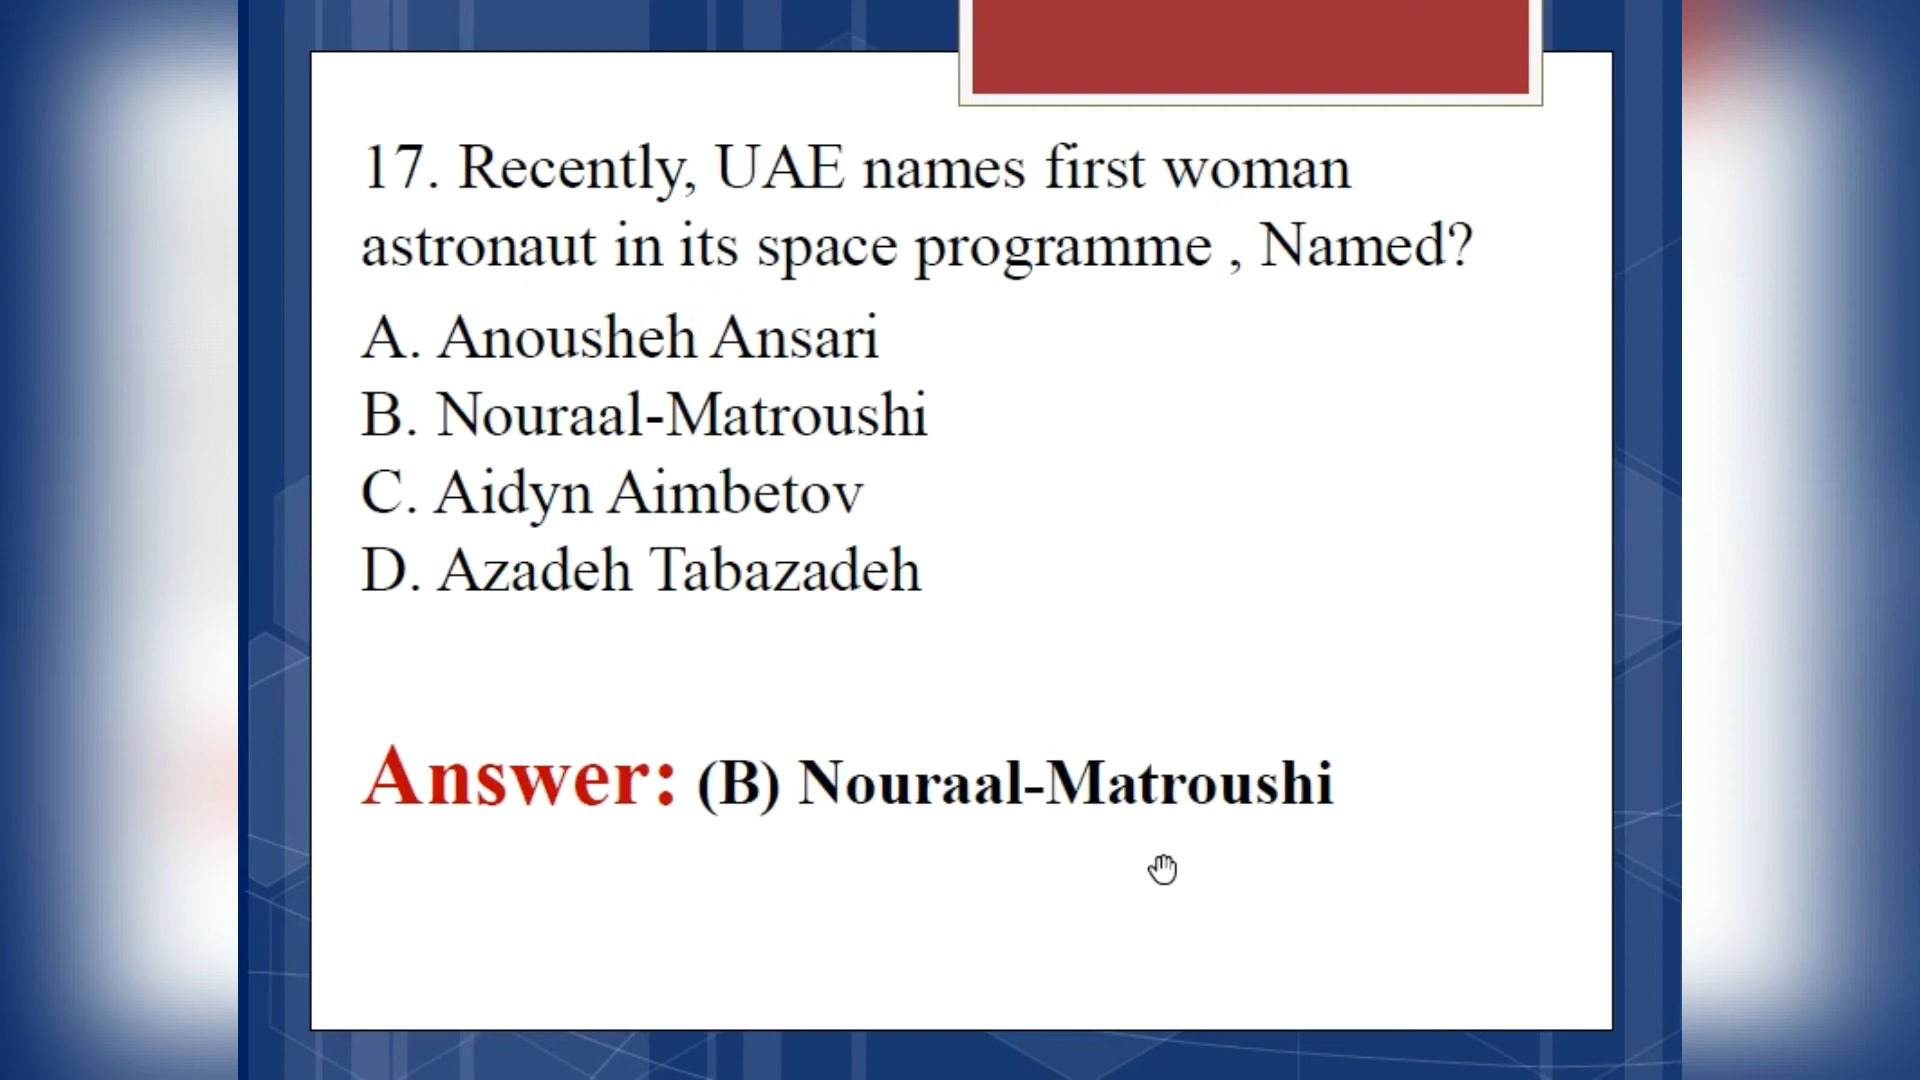 17. Recently, UAE names first woman
astronaut in its space programme , Named?
A. Anousheh Ansari
B. Nouraal-Matroushi
C. Aidyn Aimbetov
D. Azadeh Tabazadeh
Answer: (B) Nouraal-Matroushi